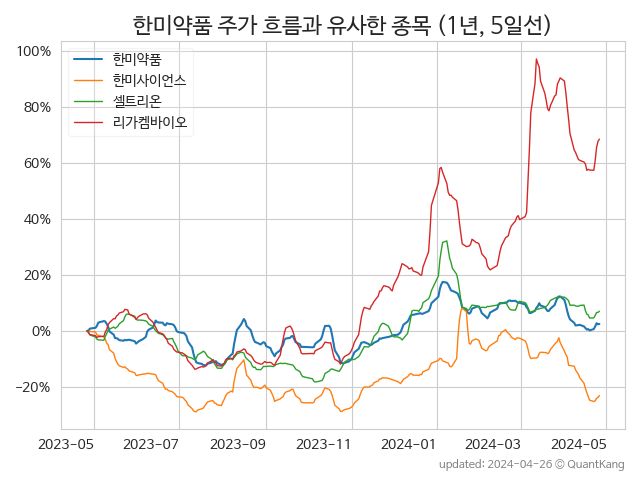 한미약품 주가 흐름과 유사한 종목 (1년, 5일선)
100%
80%
60%
40%
20%
0%
−20%
한미약품
한미사이언스
셀트리온
리가켐바이오
2023-05
2023-07
2023-09
2023-11
2024-01
2024-03
2024-05
updated: 2024-04-26 © QuantKang